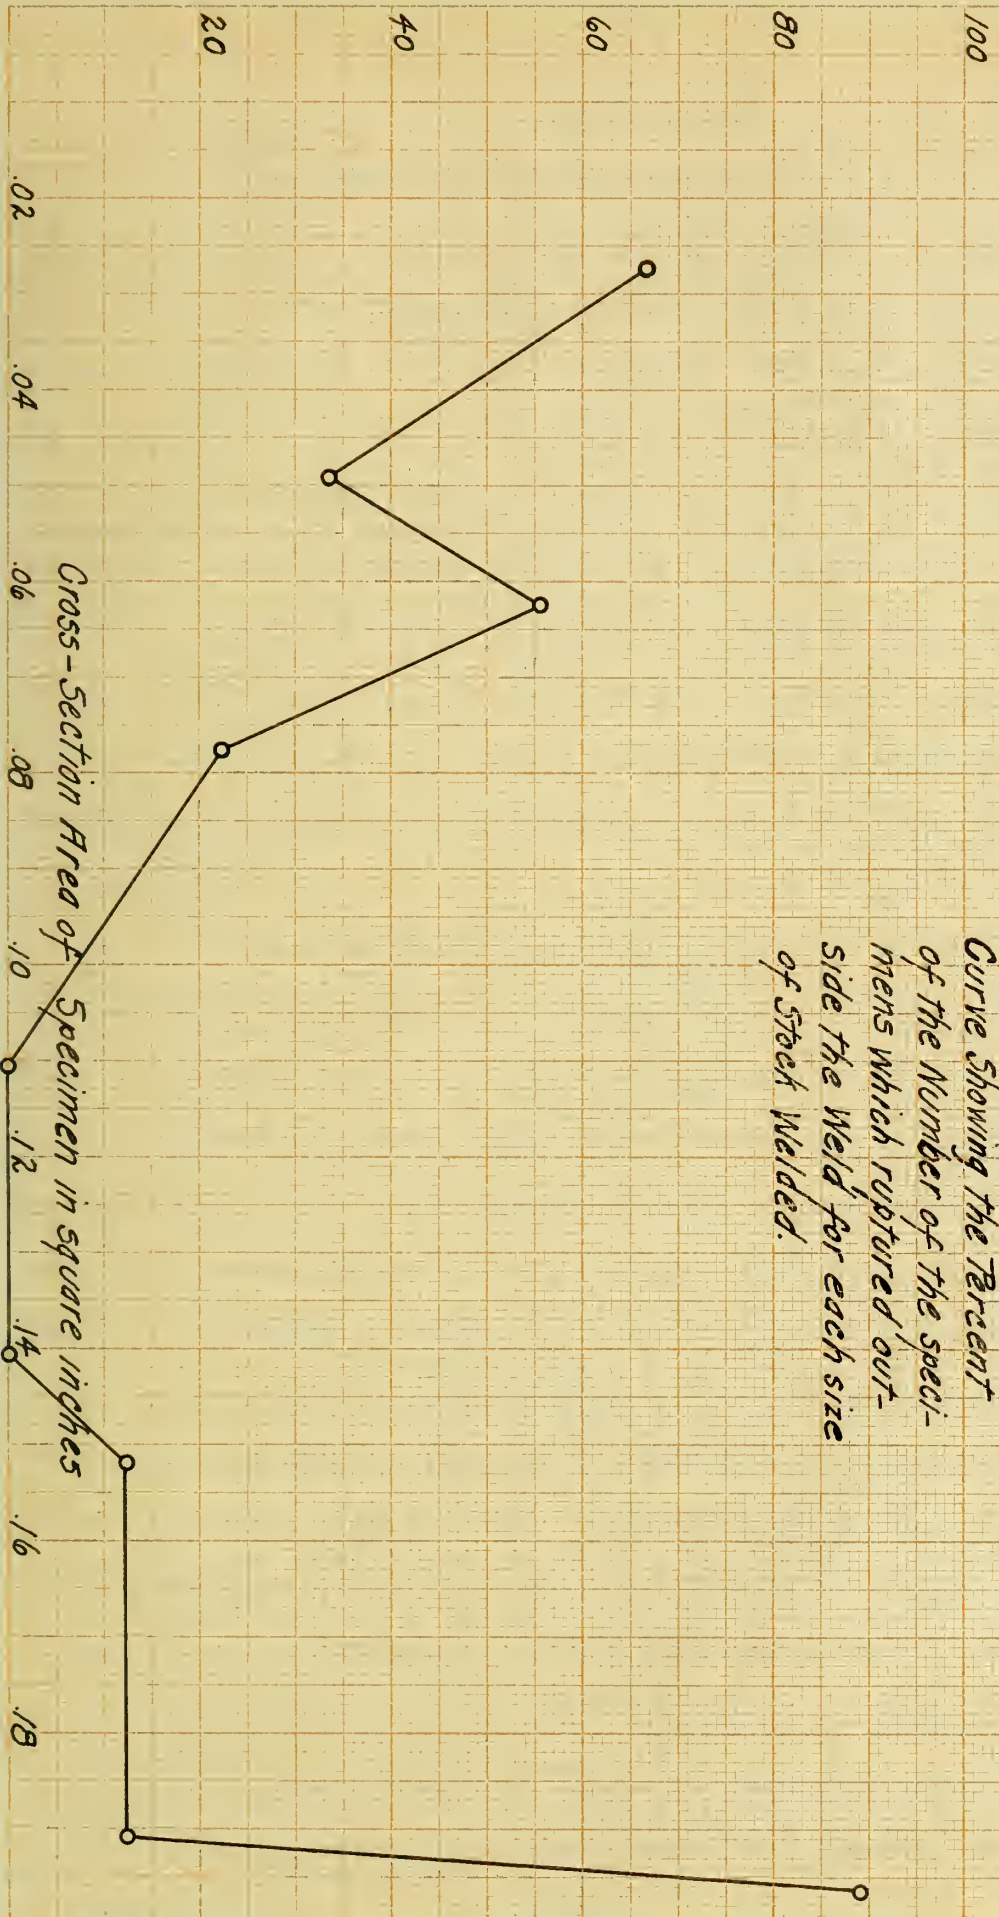 100
80
60
40
20
Curve Showing the Percent
of the Number of the speci-
mens which ruptured out-
side the Weld for each size
of Stock Welded.
.02
.04
.06
.08
.10
.12
.14
.16
.18
Cross-Section Area of Specimen in square inches